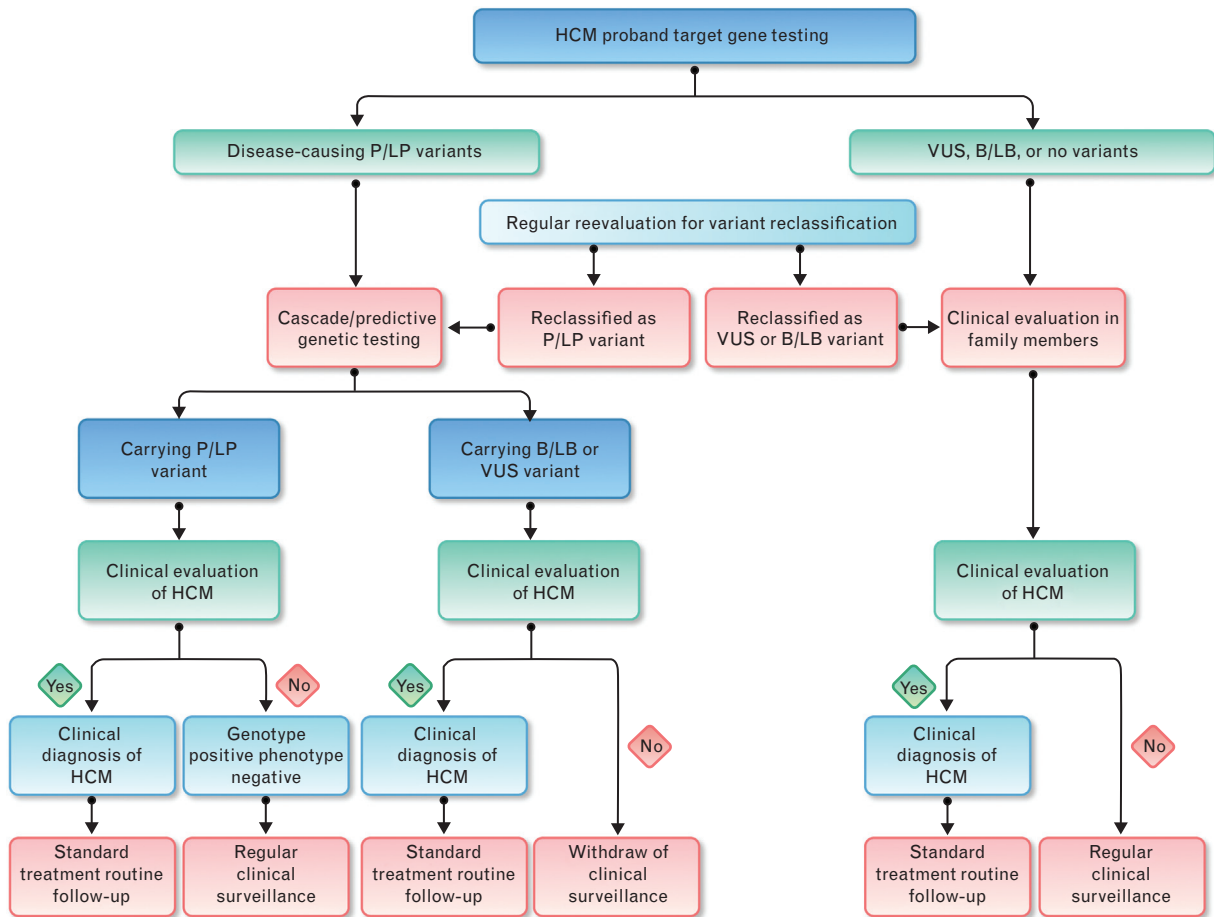 HCM proband target gene testing
Disease-causing P/LP variants
VUS, B/LB, or no variants
Regular reevaluation for variant reclassification
Cascade/predictive
genetic testing
Reclassified as
P/LP variant
Reclassified as
VUS or B/LB variant
Clinical evaluation in
family members
Carrying P/LP
variant
Carrying B/LB or
VUS variant
Clinical evaluation
of HCM
Clinical evaluation
of HCM
Clinical evaluation
of HCM
Yes
No
Yes
No
Yes
No
Clinical
diagnosis of
HCM
Genotype
positive phenotype
negative
Clinical
diagnosis of
HCM
Clinical
diagnosis of
HCM
Standard
treatment routine
follow-up
Regular
clinical
surveillance
Standard
treatment routine
follow-up
Withdraw of
clinical
surveillance
Standard
treatment routine
follow-up
Regular
clinical
surveillance